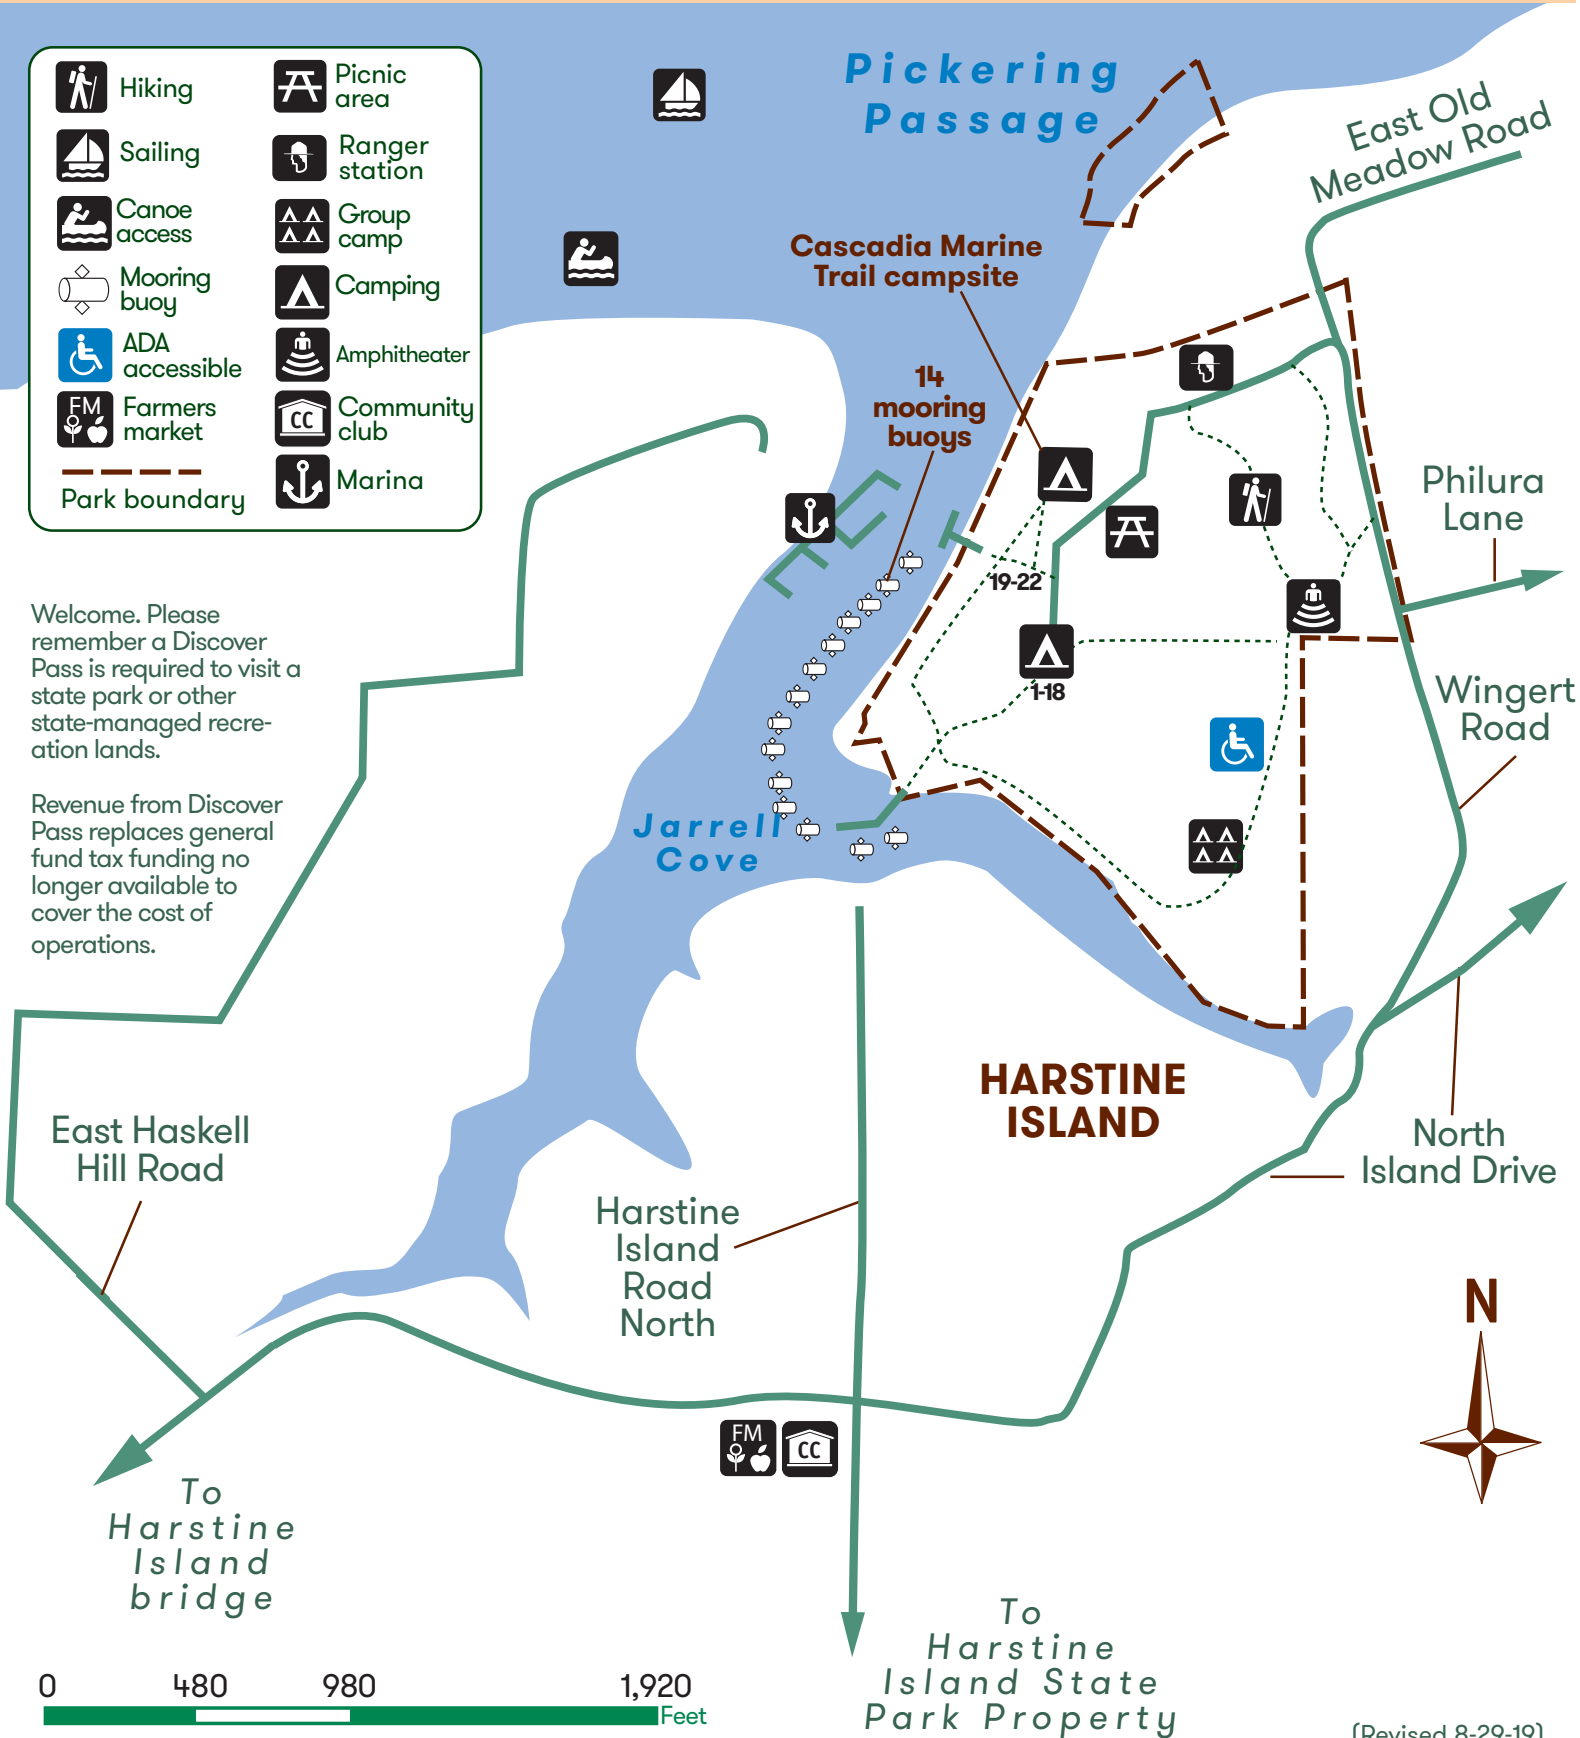 Hiking
Sailing
Canoe
access
Mooring
buoy
ADA
accessible
FM
Farmers
market
Park boundary
Picnic
area
Ranger
station
Group
camp
Camping
Amphitheater
CC
Community
club
Marina
Pickering
Passage
East Old
Meadow Road
Cascadia Marine
Trail campsite
14
mooring
buoys
Philura
Lane
19-22
1-18
Wingert
Road
Welcome. Please
remember a Discover
Pass is required to visit a
state park or other
state-managed recre-
ation lands.
Revenue from Discover
Pass replaces general
fund tax funding no
longer available to
cover the cost of
operations.
Jarrell
Cove
HARSTINE
ISLAND
North
Island Drive
East Haskell
Hill Road
Harstine
Island
Road
North
N
FM
CC
To
Harstine
Island
bridge
To
Harstine
Island State
Park Property
0 480 980 1,920
Feet
(Revised 8-29-19)